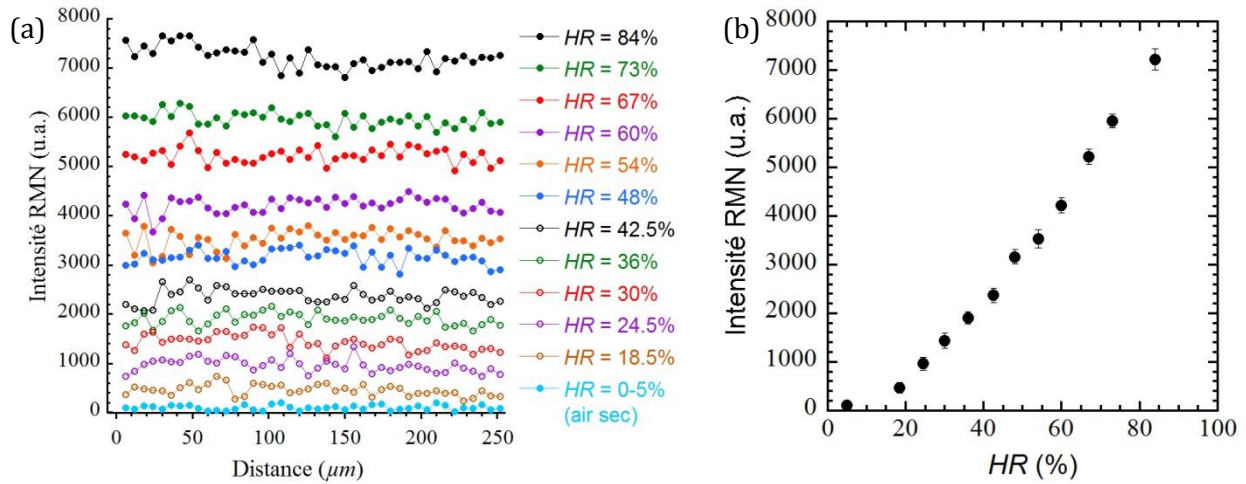 (a)
Intensité RMN (u.a.)
8000
7000
6000
5000
4000
3000
2000
1000
0
0
50
100
150
200
250
Distance (µm)
HR = 84%
HR = 73%
HR = 67%
HR = 60%
HR = 54%
HR = 48%
HR = 42.5%
HR = 36%
HR = 30%
HR = 24.5%
HR = 18.5%
HR = 0-5%
(air sec)
(b)
Intensité RMN (u.a.)
8000
7000
6000
5000
4000
3000
2000
1000
0
0
20
40
60
80
100
HR (%)